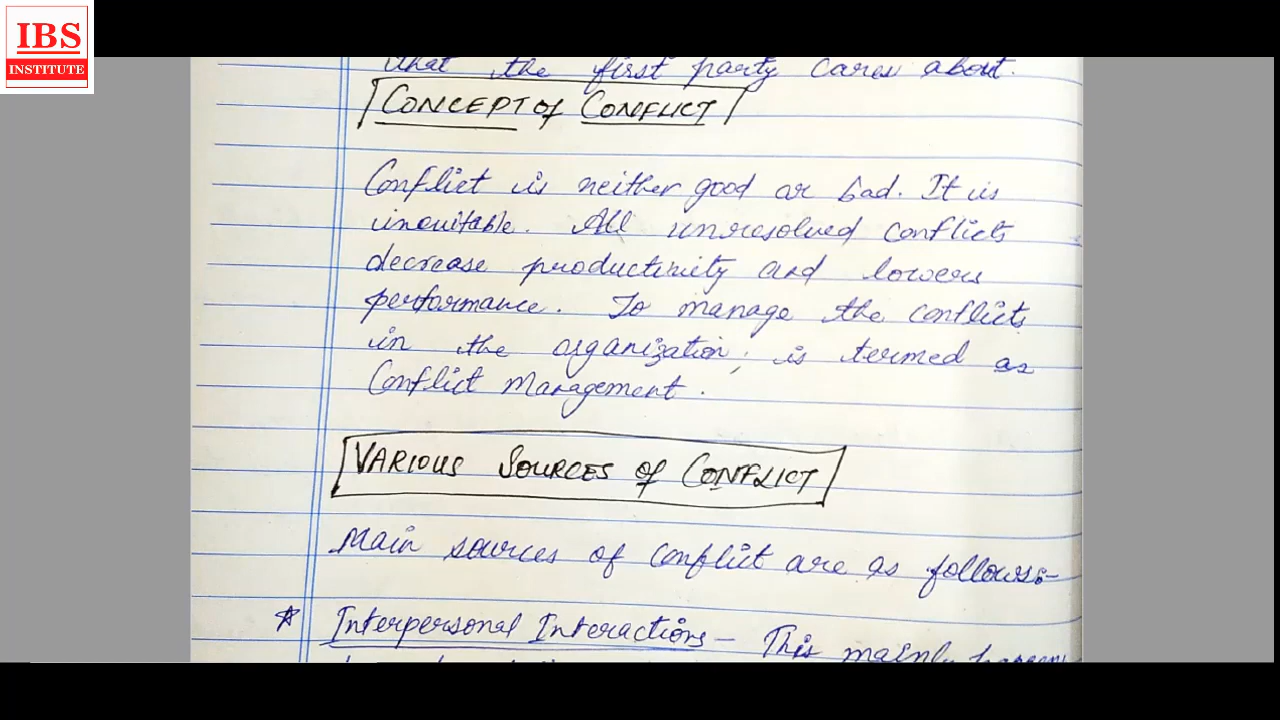 IBS
INSTITUTE
what the first party cares about.
CONCEPT of CONFLICT
Conflict is neither good or bad. It is
inevitable. All unresolved conflicts
decrease productivity and lowers
performance. To manage the conflicts
in the organization, is termed as
Conflict Management.
VARIOUS SOURCES of CONFLICT
Main sources of conflict are as follows:-
* Interpersonal Interactions - This mainly happens